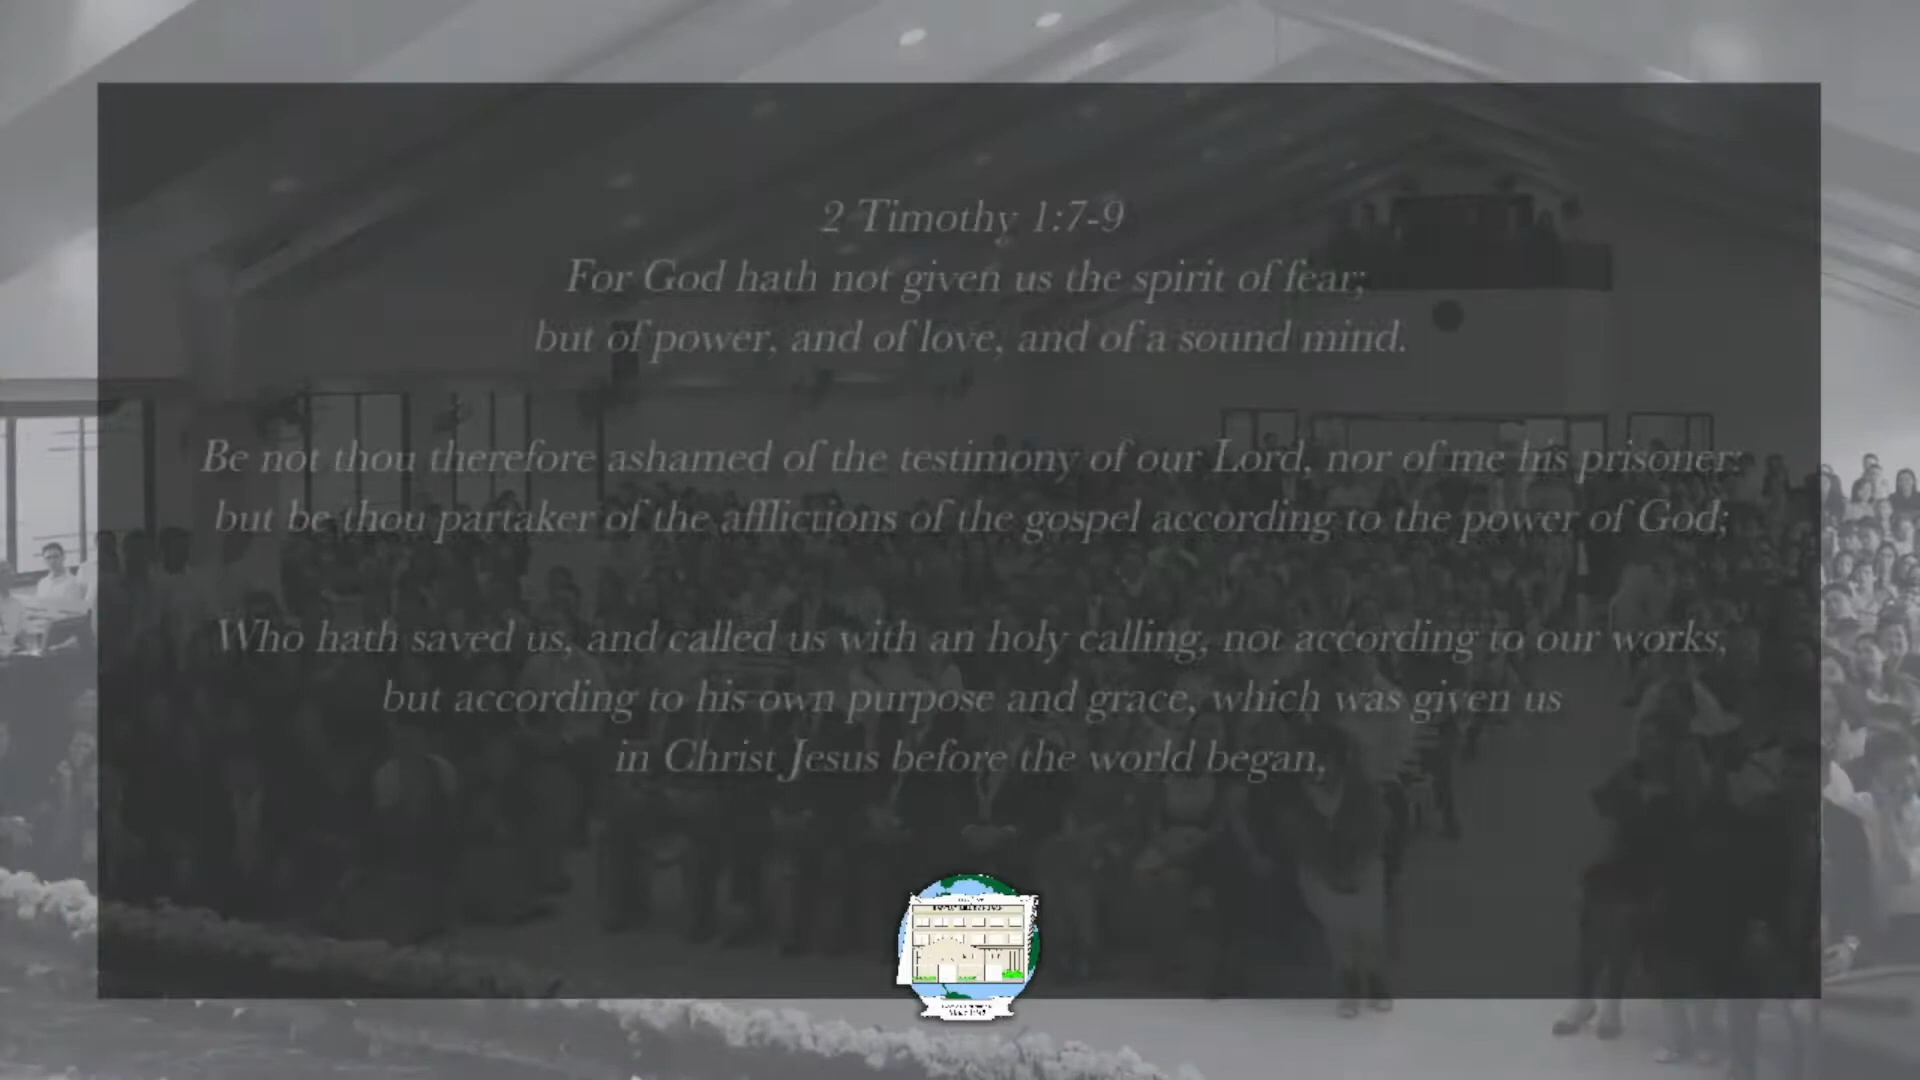 2 Timothy 1:7-9
For God hath not given us the spirit of fear;
but of power, and of love, and of a sound mind.
Be not thou therefore ashamed of the testimony of our Lord, nor of me his prisoner:
but be thou partaker of the afflictions of the gospel according to the power of God;
Who hath saved us, and called us with an holy calling, not according to our works,
but according to his own purpose and grace, which was given us
in Christ Jesus before the world began,